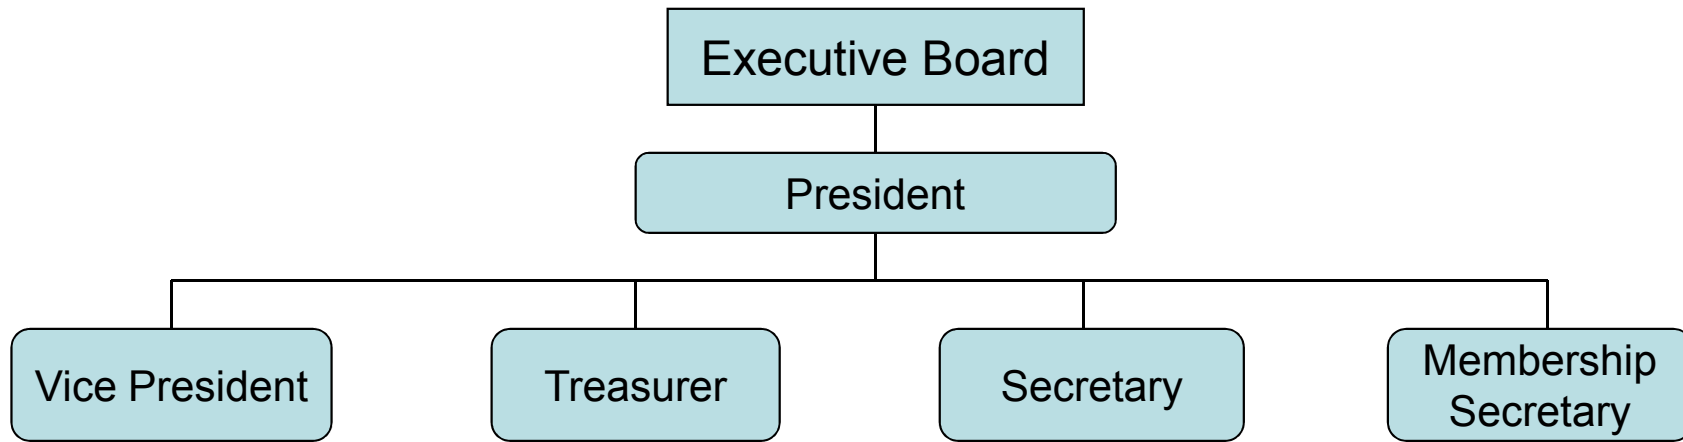 Executive Board
President
Vice President
Treasurer
Secretary
Membership
Secretary